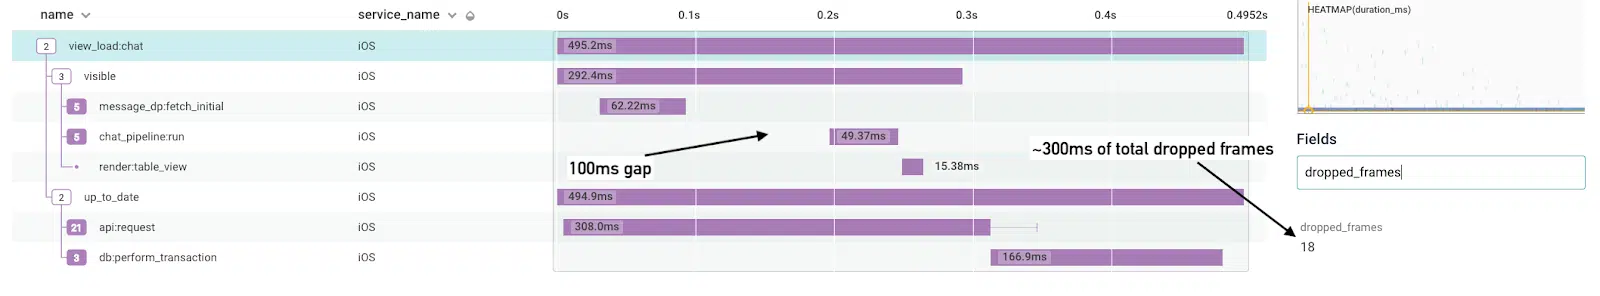 name service_name 0s 0.1s 0.2s 0.3s 0.4s 0.4952s
HEATMAP(duration_ms)
2 view_load:chat iOS 495.2ms
3 visible iOS 292.4ms
5 message_dp:fetch_initial iOS 62.22ms
5 chat_pipeline:run iOS 49.37ms
render:table_view iOS 15.38ms
2 up_to_date iOS 494.9ms
21 api:request iOS 308.0ms
3 db:perform_transaction iOS 166.9ms
100ms gap
~300ms of total dropped frames
Fields
dropped_frames
dropped_frames
18